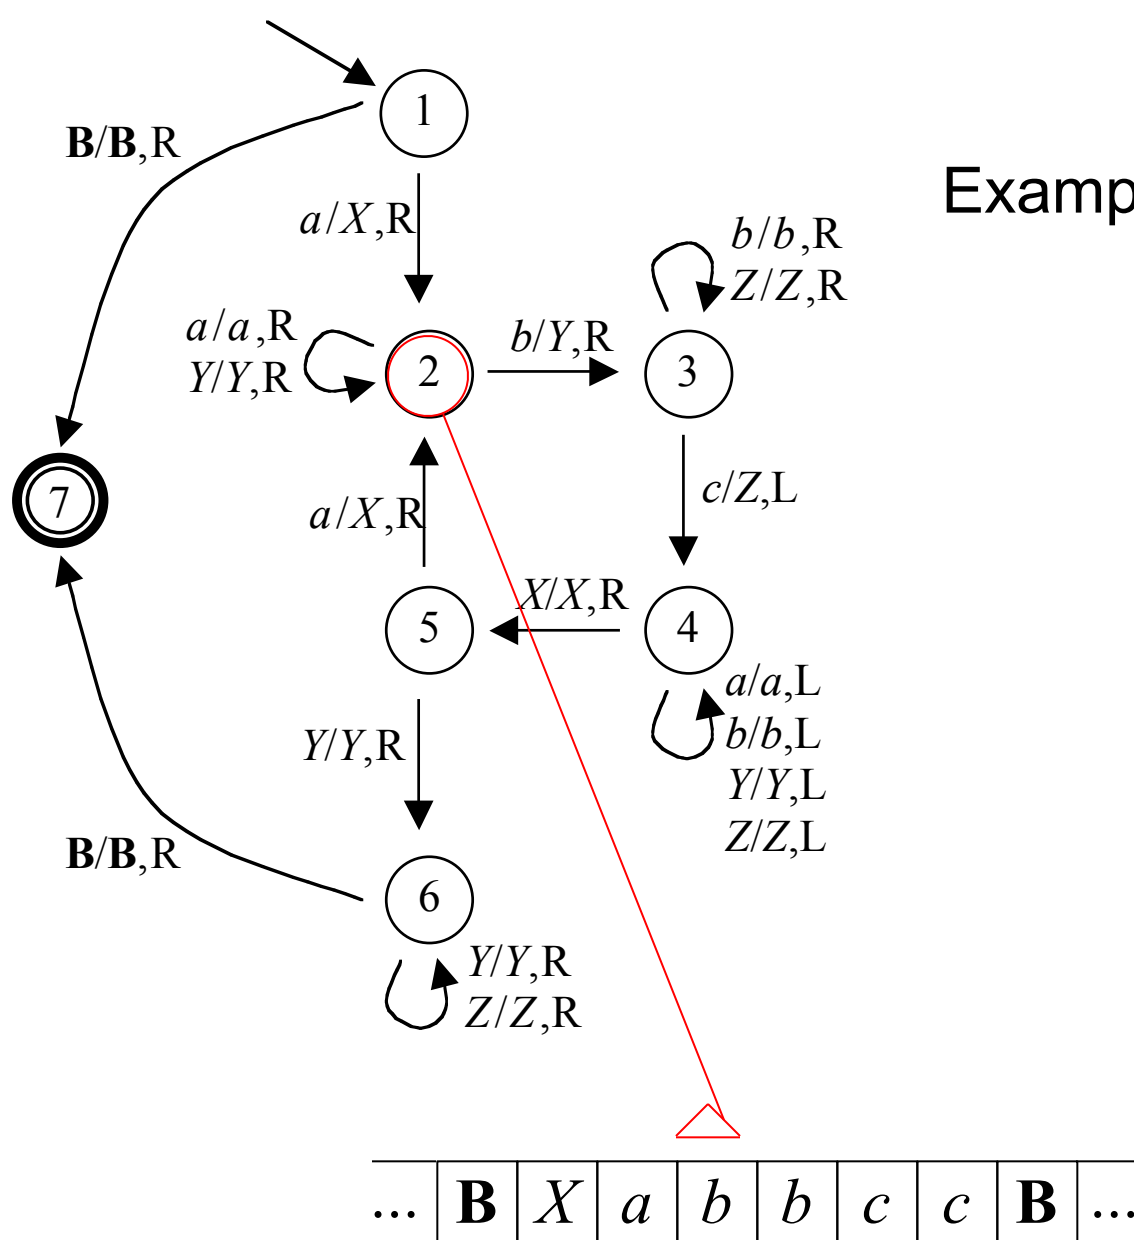 1
B/B,R
Examp
a/X,R
b/b,R
Z/Z,R
a/a,R
Y/Y,R
b/Y,R
2
3
7
c/Z,L
a/X,R
X/X,R
5
4
a/a,L
b/b,L
Y/Y,L
Z/Z,L
Y/Y,R
B/B,R
6
Y/Y,R
Z/Z,R
... B X a b b c c B ...